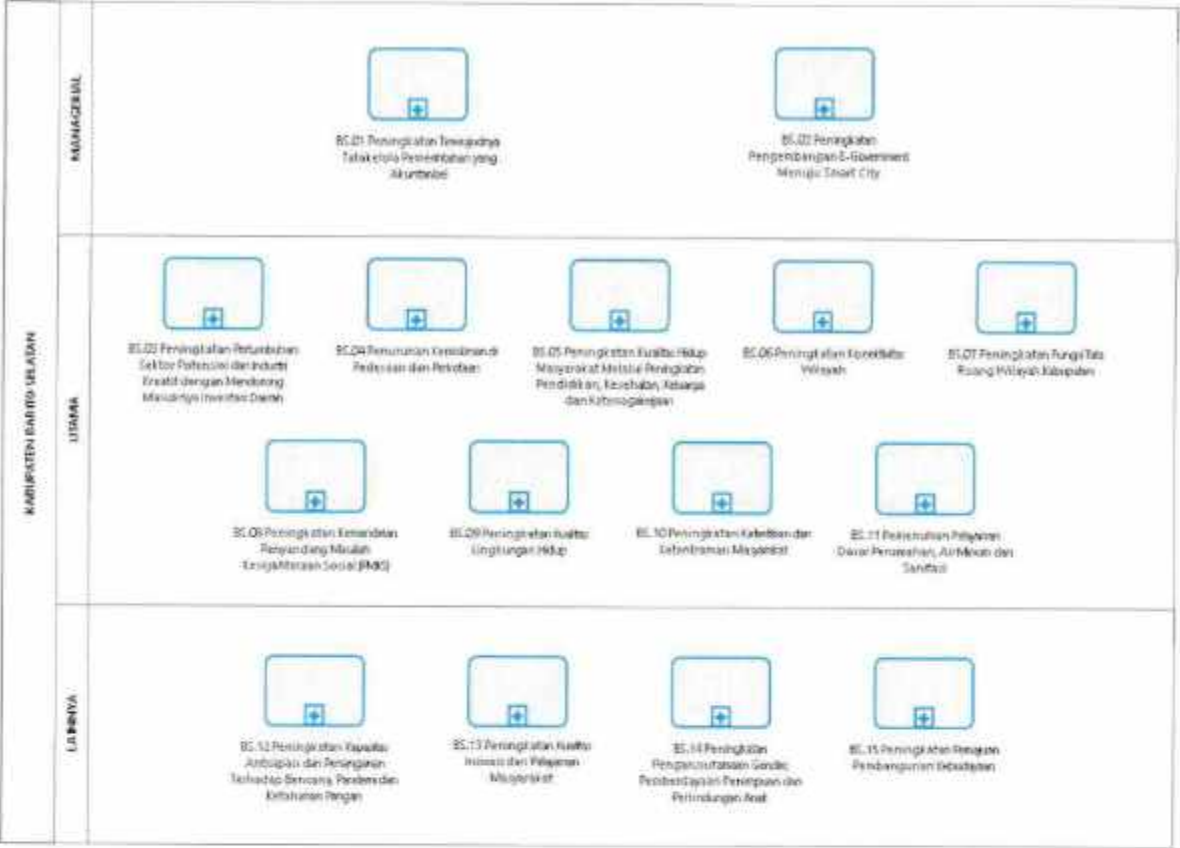 KABUPATEN BARITO SELATAN
MANAGERIAL
BS.01 Peningkatan Terwujudnya
Tata kelola Pemerintahan yang
Akuntabel
BS.02 Peningkatan
Pengembangan E-Government
Menuju Smart City
UTAMA
BS.03 Peningkatan Pertumbuhan
Sektor Potensi dan Industri
Kreatif dengan Mendorong
Masuknya Investasi Daerah
BS.04 Penurunan Kemiskinan di
Pedesaan dan Perkotaan
BS.05 Peningkatan Kualitas Hidup
Masyarakat Melalui Peningkatan
Pendidikan, Kesehatan, Keluarga
dan Ketenagakerjaan
BS.06 Peningkatan Konektivitas
Wilayah
BS.07 Peningkatan Fungsi Tata
Ruang Wilayah Kabupaten
BS.08 Peningkatan Kemandirian
Penyandang Masalah
Kesejahteraan Sosial (PMKS)
BS.09 Peningkatan Kualitas
Lingkungan Hidup
BS.10 Peningkatan Ketertiban dan
Ketentraman Masyarakat
BS.11 Pemenuhan Pelayanan
Dasar Perumahan, Air Minum dan
Sanitasi
LAINNYA
BS.12 Peningkatan Kapasitas
Antisipasi dan Penanganan
Terhadap Bencana, Pandemi dan
Ketahanan Pangan
BS.13 Peningkatan Kualitas
Inovasi dan Pelayanan
Masyarakat
BS.14 Peningkatan
Pengarusutamaan Gender,
Pemberdayaan Perempuan dan
Perlindungan Anak
BS.15 Peningkatan Pemajuan
Pembangunan Kebudayaan